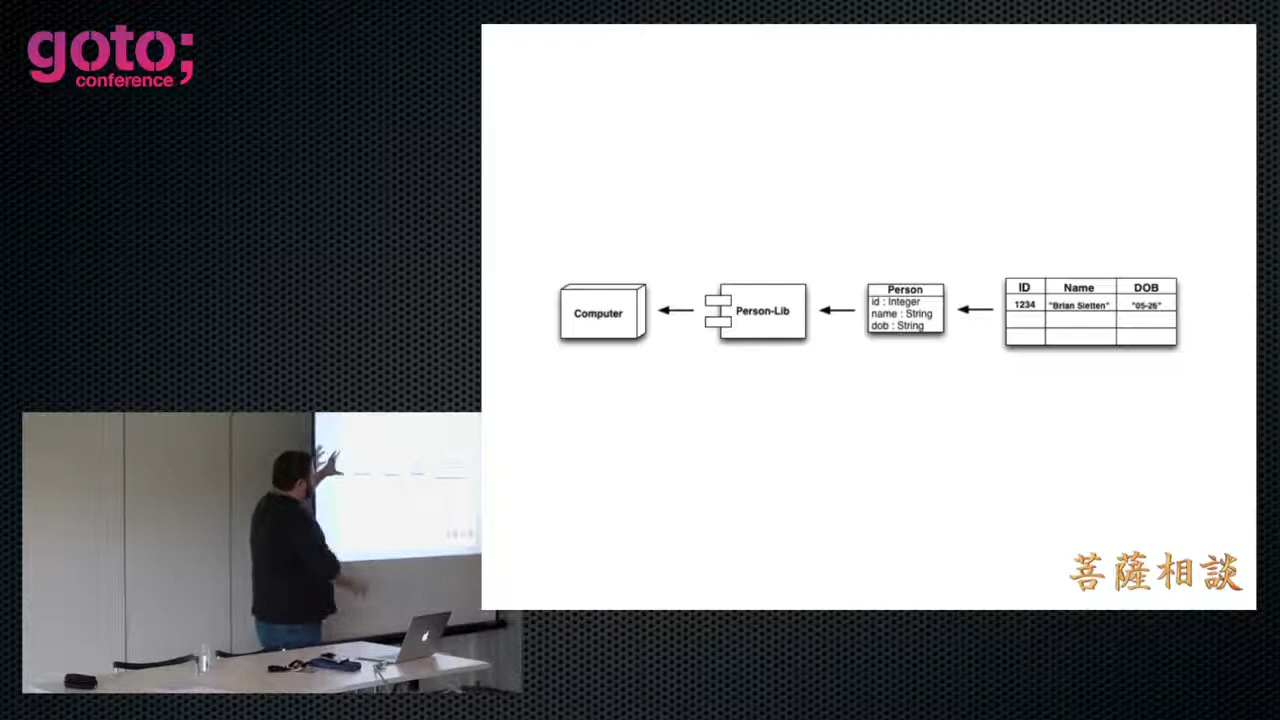 goto;
conference
Computer
Person-Lib
Person
id : Integer
name : String
dob : String
ID Name DOB
1234 "Brian Sletten" "05-26"
菩薩相談